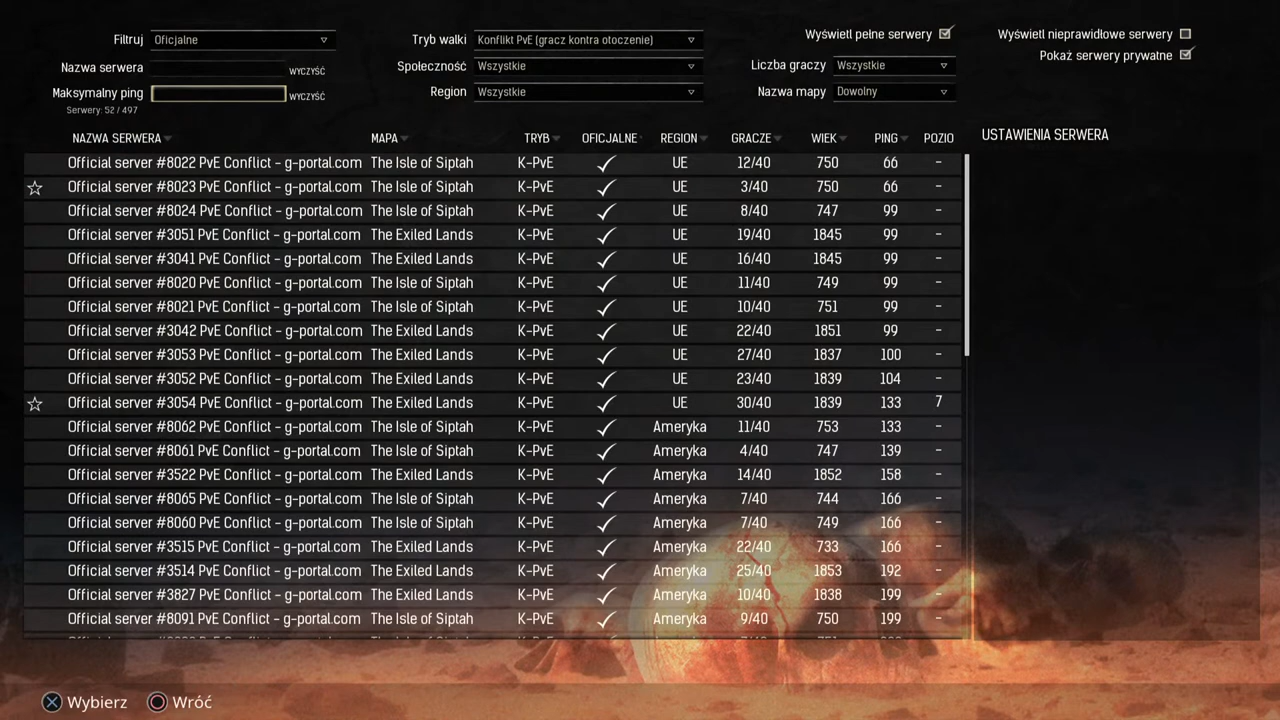 Filtruj Oficjalne Tryb walki Konflikt PvE (gracz kontra otoczenie) Wyświetl pełne serwery Wyświetl nieprawidłowe serwery
Nazwa serwera WYCZYŚĆ Społeczność Wszystkie Liczba graczy Wszystkie Pokaż serwery prywatne
Maksymalny ping WYCZYŚĆ Region Wszystkie Nazwa mapy Dowolny
Serwery: 52 / 497
NAZWA SERWERA MAPA TRYB OFICJALNE REGION GRACZE WIEK PING POZIO USTAWIENIA SERWERA
Official server #8022 PvE Conflict - g-portal.com The Isle of Siptah K-PvE UE 12/40 750 66 -
Official server #8023 PvE Conflict - g-portal.com The Isle of Siptah K-PvE UE 3/40 750 66 -
Official server #8024 PvE Conflict - g-portal.com The Isle of Siptah K-PvE UE 8/40 747 99 -
Official server #3051 PvE Conflict - g-portal.com The Exiled Lands K-PvE UE 19/40 1845 99 -
Official server #3041 PvE Conflict - g-portal.com The Exiled Lands K-PvE UE 16/40 1845 99 -
Official server #8020 PvE Conflict - g-portal.com The Isle of Siptah K-PvE UE 11/40 749 99 -
Official server #8021 PvE Conflict - g-portal.com The Isle of Siptah K-PvE UE 10/40 751 99 -
Official server #3042 PvE Conflict - g-portal.com The Exiled Lands K-PvE UE 22/40 1851 99 -
Official server #3053 PvE Conflict - g-portal.com The Exiled Lands K-PvE UE 27/40 1837 100 -
Official server #3052 PvE Conflict - g-portal.com The Exiled Lands K-PvE UE 23/40 1839 104 -
Official server #3054 PvE Conflict - g-portal.com The Exiled Lands K-PvE UE 30/40 1839 133 7
Official server #8062 PvE Conflict - g-portal.com The Isle of Siptah K-PvE Ameryka 11/40 753 133 -
Official server #8061 PvE Conflict - g-portal.com The Isle of Siptah K-PvE Ameryka 4/40 747 139 -
Official server #3522 PvE Conflict - g-portal.com The Exiled Lands K-PvE Ameryka 14/40 1852 158 -
Official server #8065 PvE Conflict - g-portal.com The Isle of Siptah K-PvE Ameryka 7/40 744 166 -
Official server #8060 PvE Conflict - g-portal.com The Isle of Siptah K-PvE Ameryka 7/40 749 166 -
Official server #3515 PvE Conflict - g-portal.com The Exiled Lands K-PvE Ameryka 22/40 733 166 -
Official server #3514 PvE Conflict - g-portal.com The Exiled Lands K-PvE Ameryka 25/40 1853 192 -
Official server #3827 PvE Conflict - g-portal.com The Exiled Lands K-PvE Ameryka 10/40 1838 199 -
Official server #8091 PvE Conflict - g-portal.com The Isle of Siptah K-PvE Ameryka 9/40 750 199 -
Wybierz Wróć